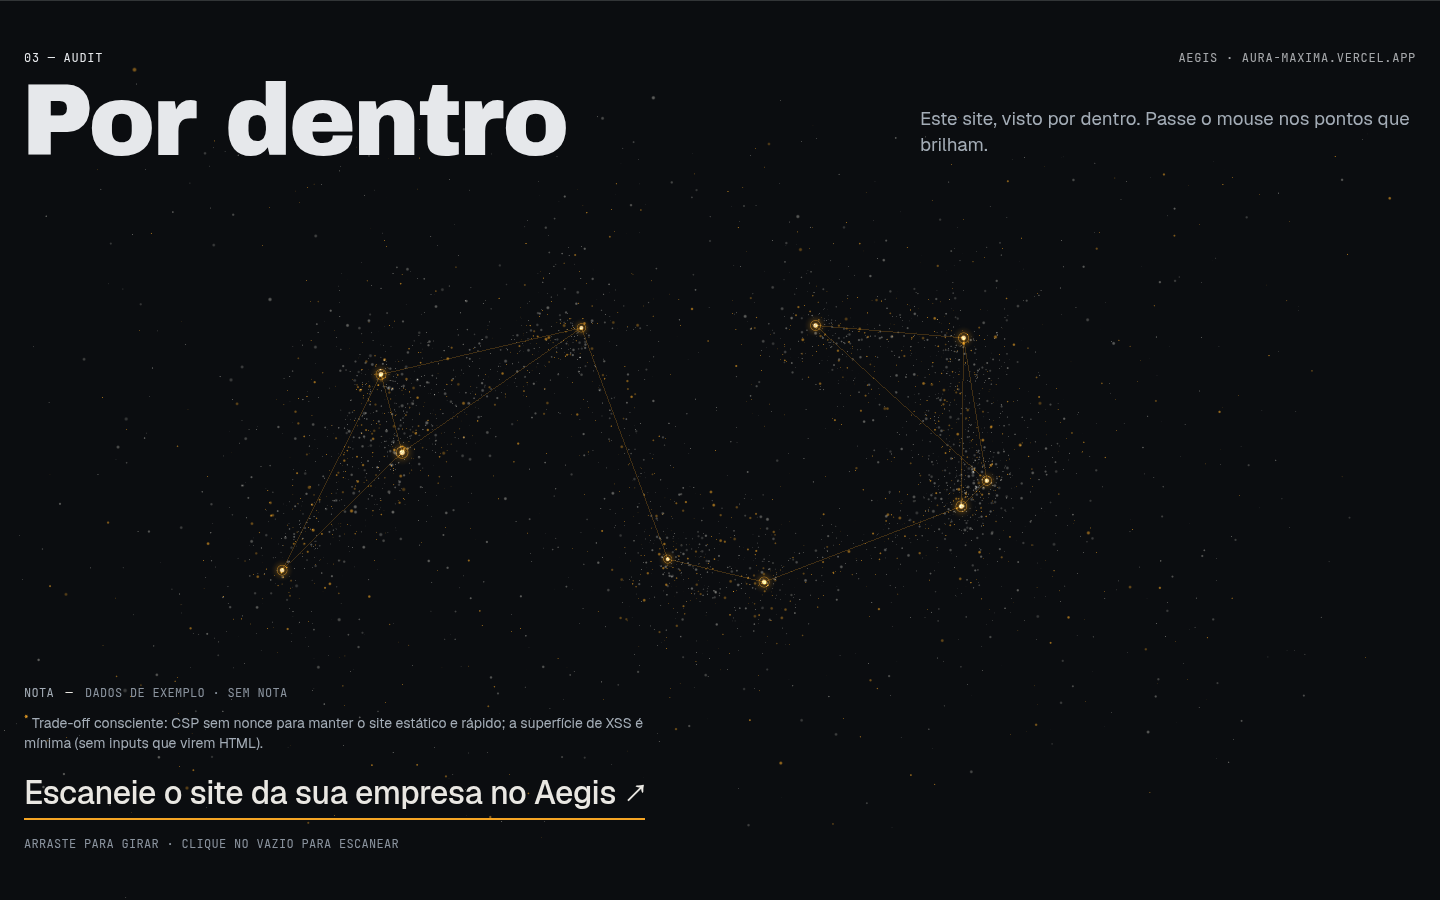 03 — AUDIT
AEGIS · AURA-MAXIMA.VERCEL.APP
Por dentro
Este site, visto por dentro. Passe o mouse nos pontos que
brilham.
NOTA — DADOS DE EXEMPLO · SEM NOTA
* Trade-off consciente: CSP sem nonce para manter o site estático e rápido; a superfície de XSS é
mínima (sem inputs que virem HTML).
Escaneie o site da sua empresa no Aegis ↗
ARRASTE PARA GIRAR · CLIQUE NO VAZIO PARA ESCANEAR